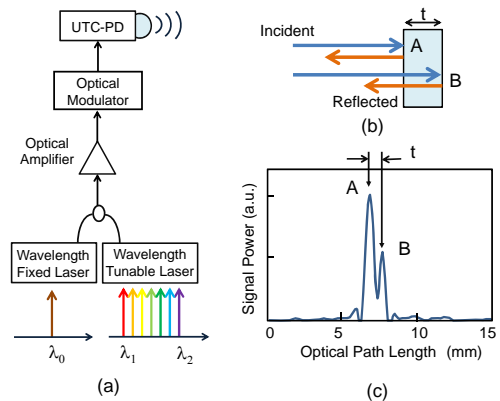 UTC-PD
Optical
Modulator
Optical
Amplifier
Wavelength
Fixed Laser
Wavelength
Tunable Laser
λ0
λ1
λ2
(a)
t
Incident
A
B
Reflected
(b)
t
A
B
Signal Power (a.u.)
0 5 10 15
Optical Path Length (mm)
(c)